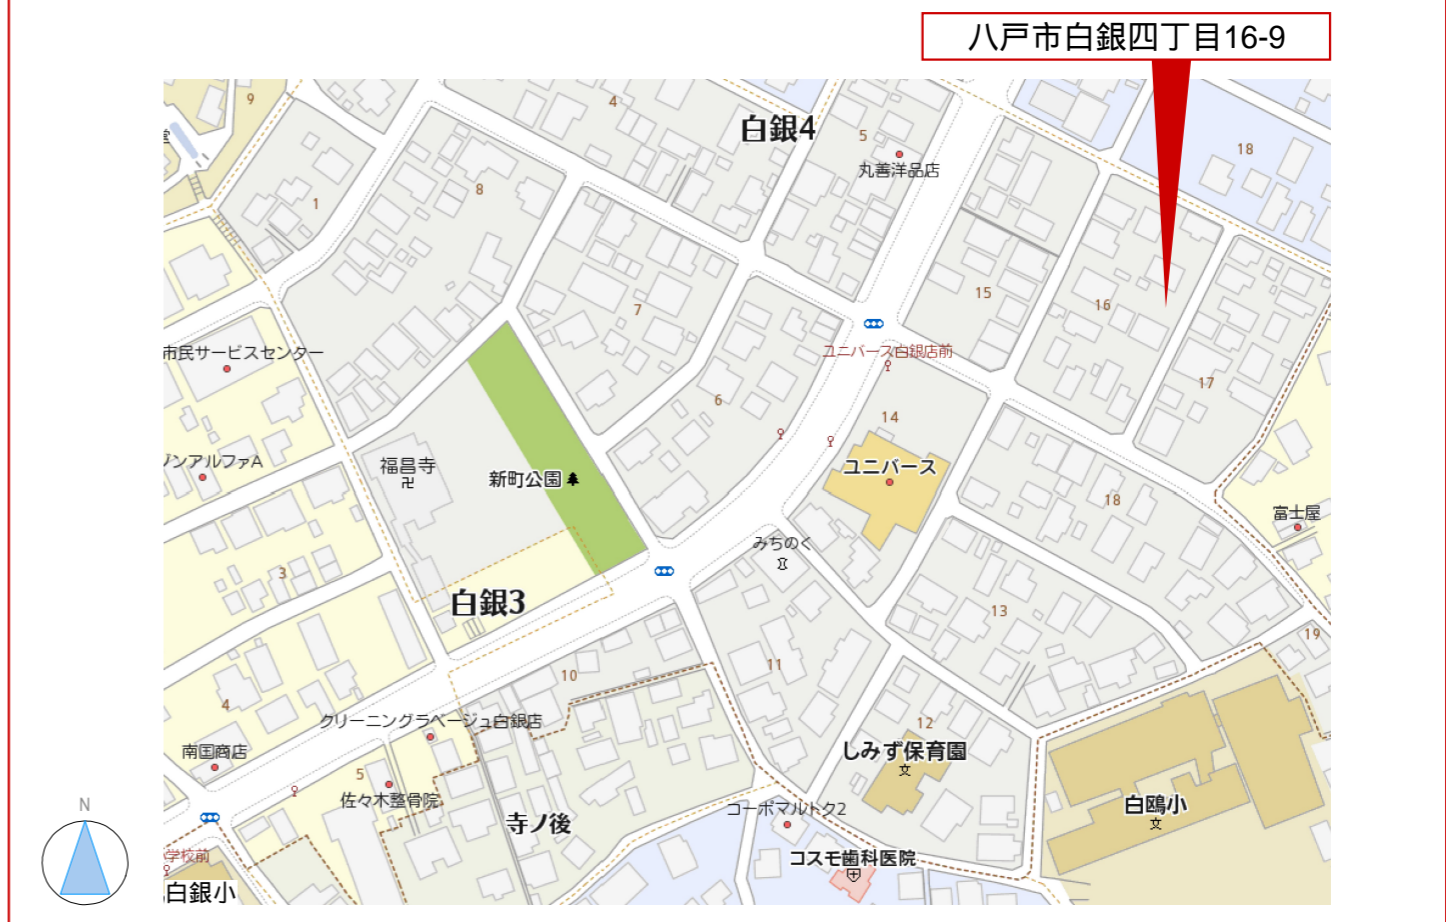 八戸市白銀四丁目16-9
9
4
白銀4
5
丸善洋品店
18
8
1
15
16
7
ユニバース白銀店前
市民サービスセンター
17
6
14
ユニバース
福昌寺
新町公園
18
富士屋
みちのく
3
白銀3
13
19
11
10
4
クリーニングラベージュ白銀店
12
南国商店
しみず保育園
文
5
佐々木整骨院
コーポマルトク2
白鴎小
文
寺ノ後
N
コスモ歯科医院
学校前
白銀小